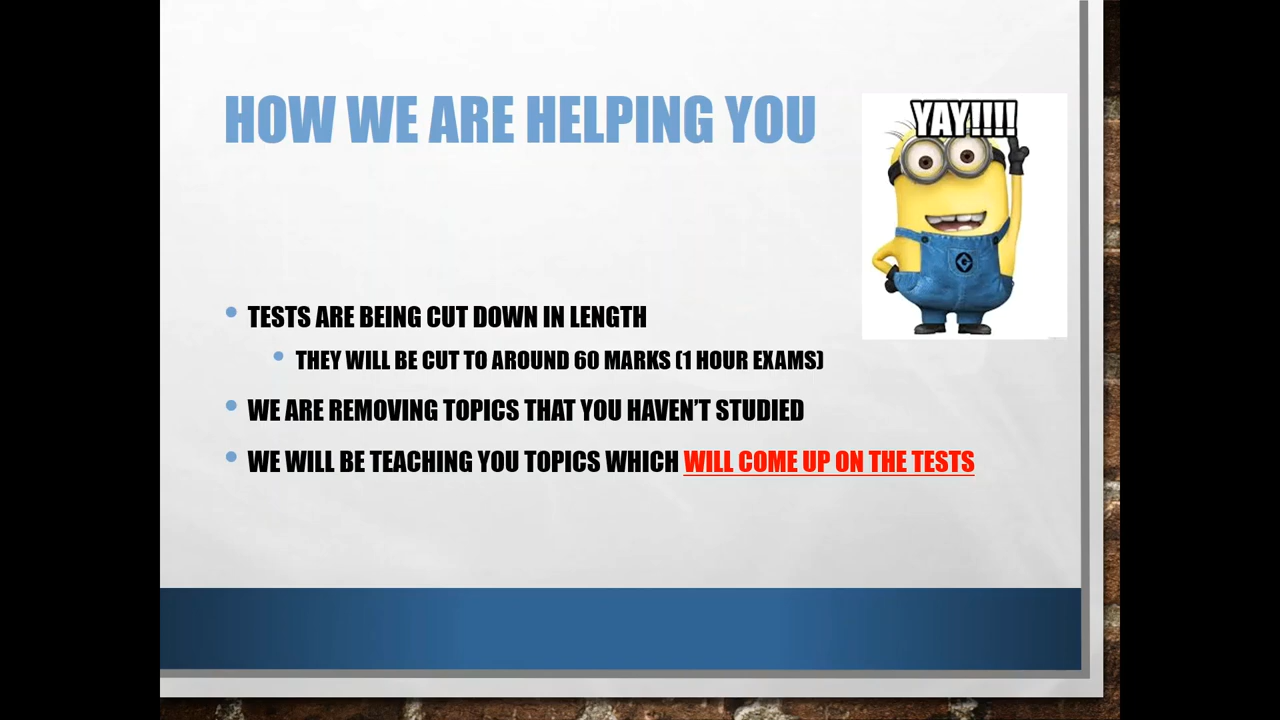 HOW WE ARE HELPING YOU
YAY!!!!
TESTS ARE BEING CUT DOWN IN LENGTH
THEY WILL BE CUT TO AROUND 60 MARKS (1 HOUR EXAMS)
WE ARE REMOVING TOPICS THAT YOU HAVEN'T STUDIED
WE WILL BE TEACHING YOU TOPICS WHICH WILL COME UP ON THE TESTS